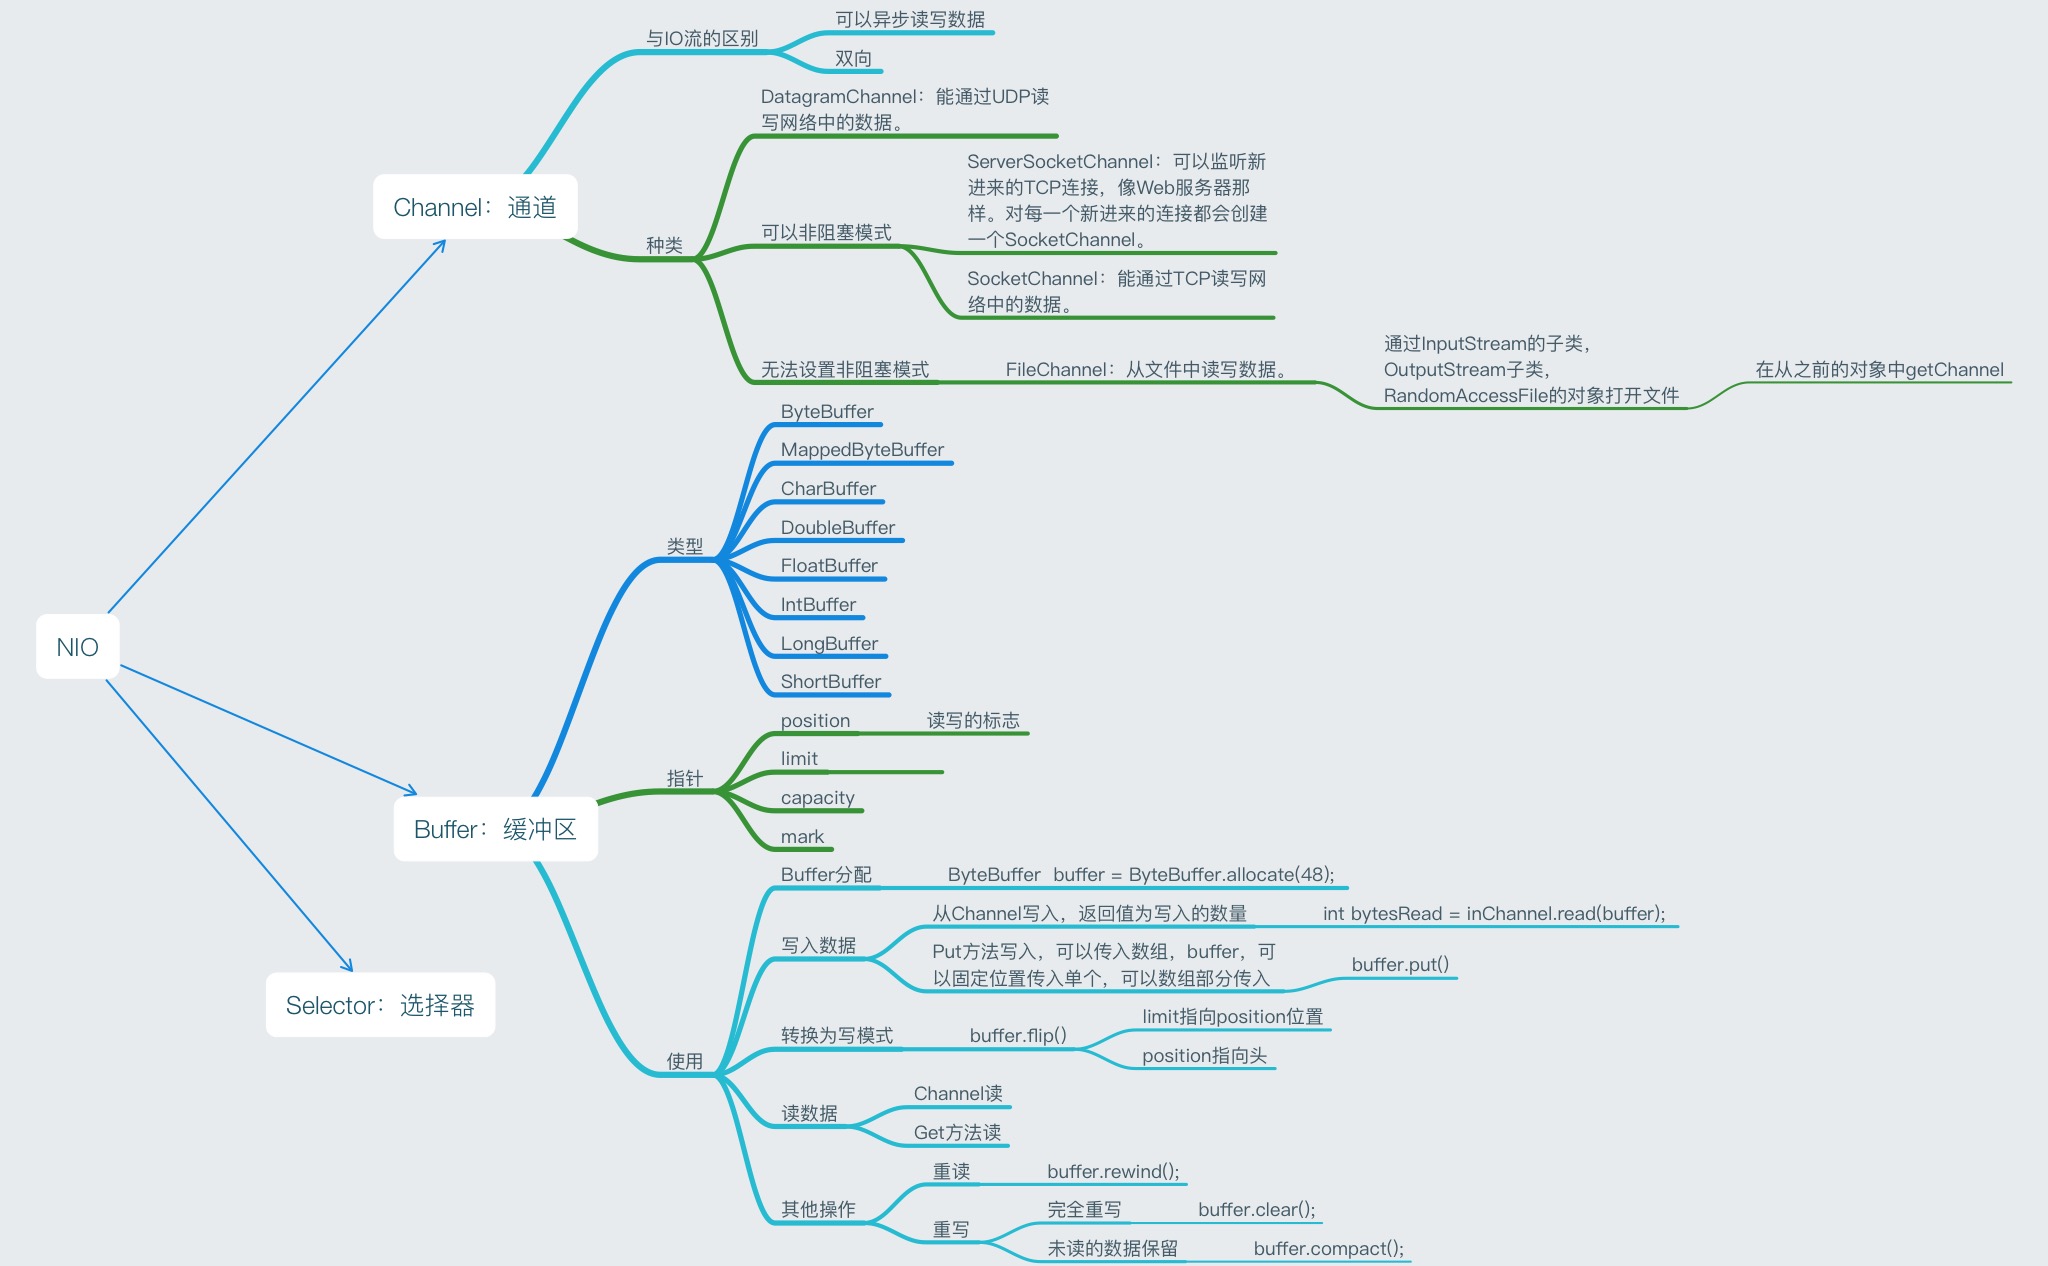 与IO流的区别
可以异步读写数据
双向
Channel：通道
种类
DatagramChannel：能通过UDP读
写网络中的数据。
可以非阻塞模式
ServerSocketChannel：可以监听新
进来的TCP连接，像Web服务器那
样。对每一个新进来的连接都会创建
一个SocketChannel。
SocketChannel：能通过TCP读写网
络中的数据。
无法设置非阻塞模式
FileChannel：从文件中读写数据。
通过InputStream的子类，
OutputStream子类，
RandomAccessFile的对象打开文件
在从之前的对象中getChannel
NIO
Buffer：缓冲区
类型
ByteBuffer
MappedByteBuffer
CharBuffer
DoubleBuffer
FloatBuffer
IntBuffer
LongBuffer
ShortBuffer
指针
position
读写的标志
limit
capacity
mark
使用
Buffer分配
ByteBuffer  buffer = ByteBuffer.allocate(48);
写入数据
从Channel写入，返回值为写入的数量
int bytesRead = inChannel.read(buffer);
Put方法写入，可以传入数组，buffer，可
以固定位置传入单个，可以数组部分传入
buffer.put()
转换为写模式
buffer.flip()
limit指向position位置
position指向头
读数据
Channel读
Get方法读
其他操作
重读
buffer.rewind();
重写
完全重写
buffer.clear();
未读的数据保留
buffer.compact();
Selector：选择器